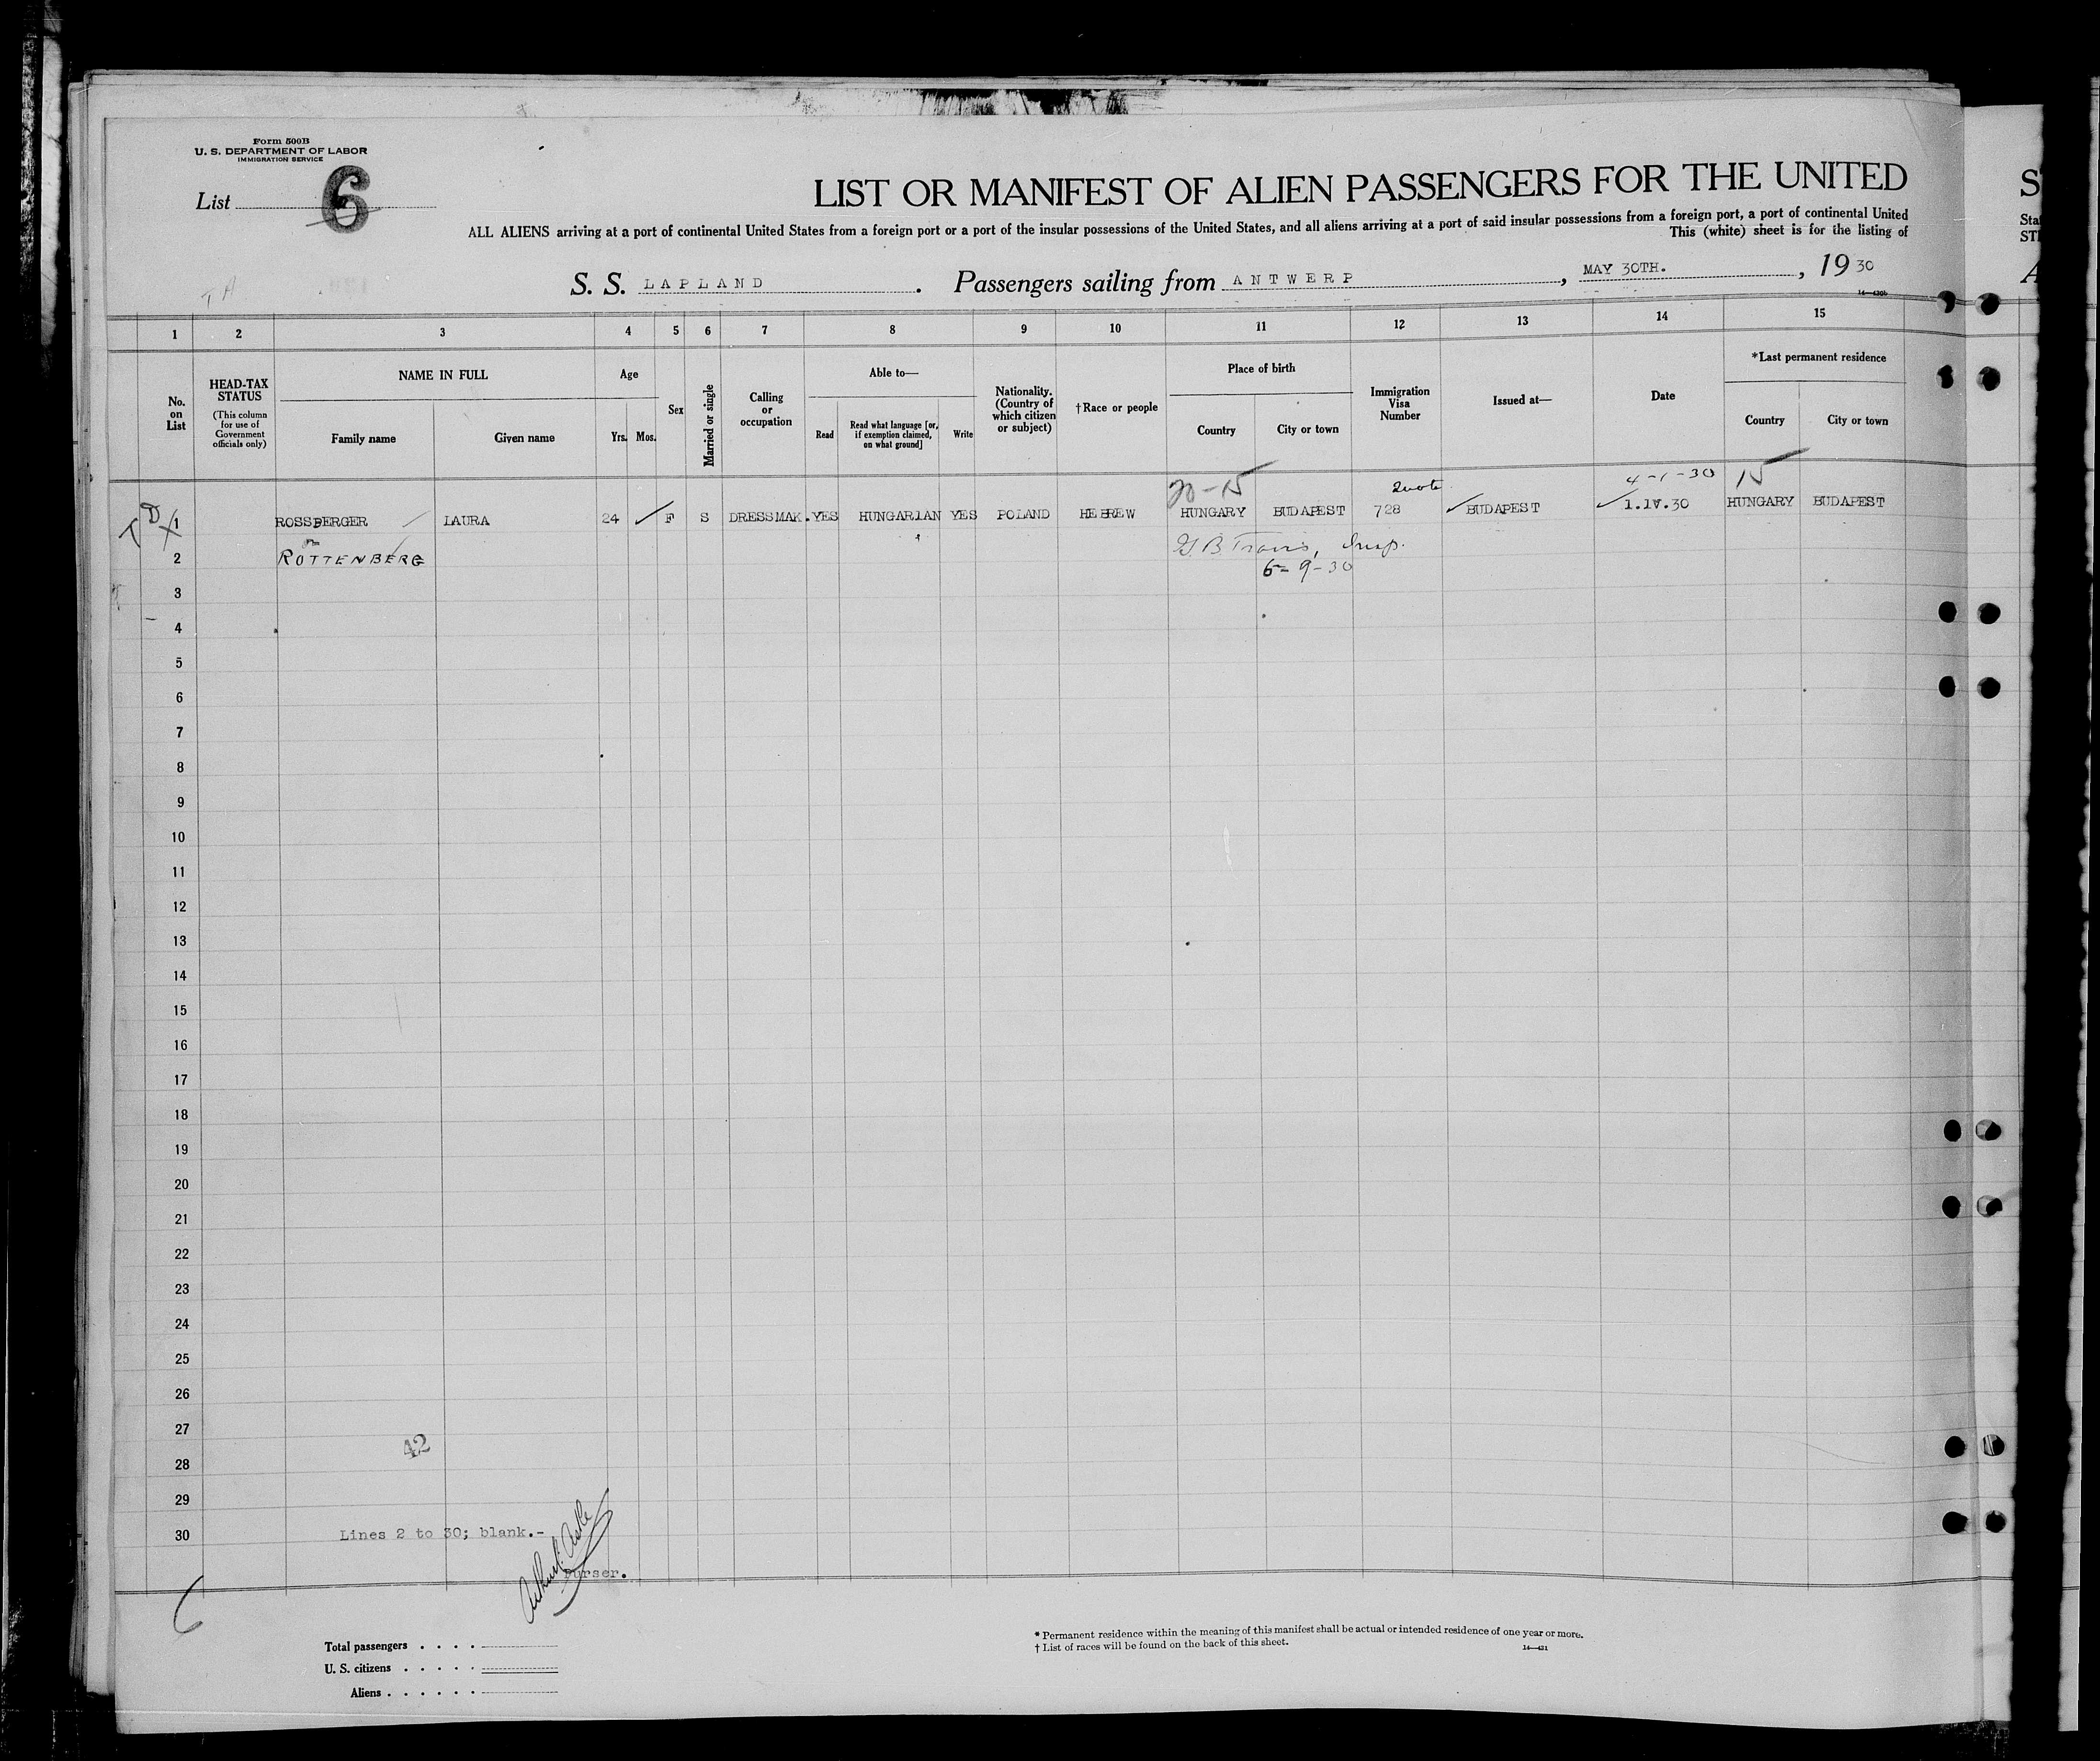 Form 500B
U. S. DEPARTMENT OF LABOR
IMMIGRATION SERVICE
List 6
LIST OR MANIFEST OF ALIEN PASSENGERS FOR THE UNITED
ALL ALIENS arriving at a port of continental United States from a foreign port or a port of the insular possessions of the United States, and all aliens arriving at a port of said insular possessions from a foreign port, a port of continental United
This (white) sheet is for the listing of
S. S. LAPLAND. Passengers sailing from ANTWERP, MAY 30TH., 19 30
TH
1 2 3 4 5 6 7 8 9 10 11 12 13 14 15
No. on List
HEAD-TAX STATUS (This column for use of Government officials only)
NAME IN FULL
Family name Given name
Age
Yrs. Mos.
Sex
Married or single
Calling or occupation
Able to—
Read Read what language [or, if exemption claimed, on what ground] Write
Nationality. (Country of which citizen or subject)
†Race or people
Place of birth
Country City or town
Immigration Visa Number
Issued at—
Date
*Last permanent residence
Country City or town
20-15 Quota 4-1-30 15
1 ROSSBERGER LAURA 24 F S DRESSMAK. YES HUNGARIAN YES POLAND HEBREW HUNGARY BUDAPEST 728 BUDAPEST 1.IV.30 HUNGARY BUDAPEST
or
2 ROTTENBERG G.B. Travis, Insp.
6-9-30
3
4
5
6
7
8
9
10
11
12
13
14
15
16
17
18
19
20
21
22
23
24
25
26
27
42
28
29
30 Lines 2 to 30; blank.-
Purser.
Total passengers . . . .
U. S. citizens . . . . .
Aliens . . . . . .
* Permanent residence within the meaning of this manifest shall be actual or intended residence of one year or more.
† List of races will be found on the back of this sheet.
14—431